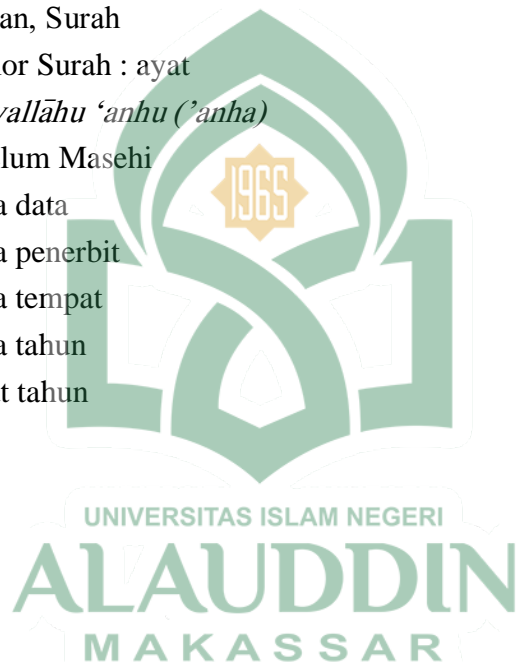 an, Surah
or Surah : ayat
yallāhu ‘anhu (’anha)
lum Masehi
a data
a penerbit
a tempat
a tahun
t tahun
1965
UNIVERSITAS ISLAM NEGERI
ALAUDDIN
MAKASSAR